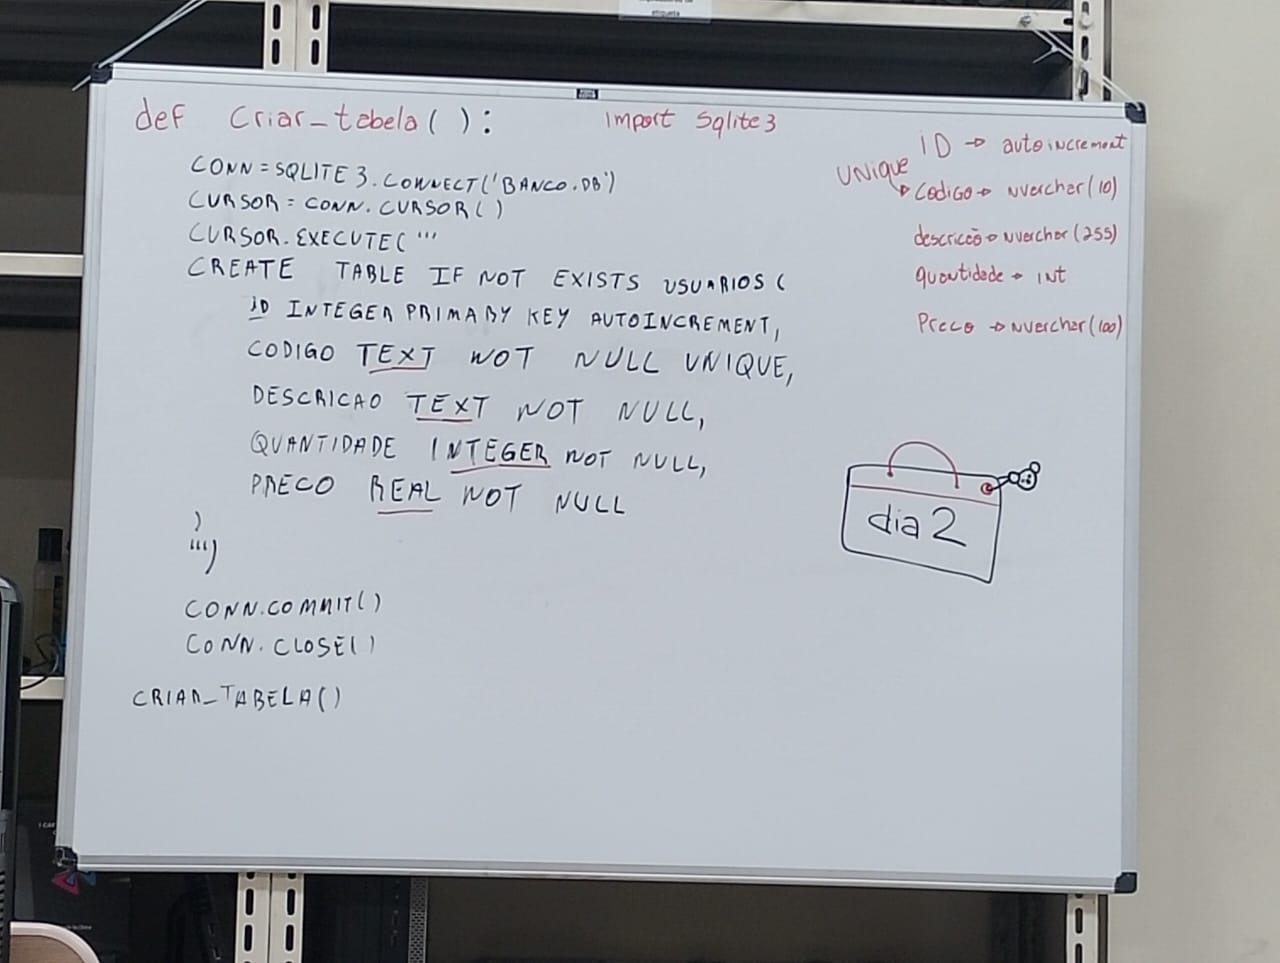 etiqueta
def Criar_tabela( ):
Import Sqlite3
CONN = SQLITE3.CONNECT('BANCO.DB')
CURSOR = CONN.CURSOR()
CURSOR.EXECUTE( '''
CREATE TABLE IF NOT EXISTS USUARIOS (
ID INTEGER PRIMARY KEY AUTOINCREMENT,
CODIGO TEXT NOT NULL UNIQUE,
DESCRICAO TEXT NOT NULL,
QUANTIDADE INTEGER NOT NULL,
PRECO REAL NOT NULL
)
''')
CONN.COMMIT()
CONN.CLOSE()
CRIAR_TABELA()
ID → autoincrement
Unique
→ Codigo → Nvarchar(10)
descricão → Nvarchar(255)
quantidade → INt
Preco → Nvarchar(100)
dia 2